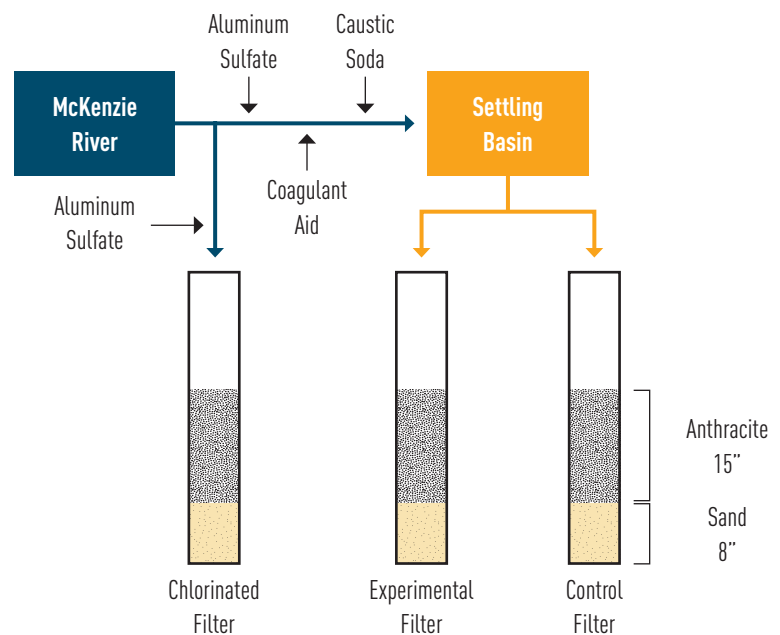 Aluminum
Sulfate
Caustic
Soda
McKenzie
River
Settling
Basin
Coagulant
Aid
Aluminum
Sulfate
Anthracite
15”
Sand
8”
Chlorinated
Filter
Experimental
Filter
Control
Filter